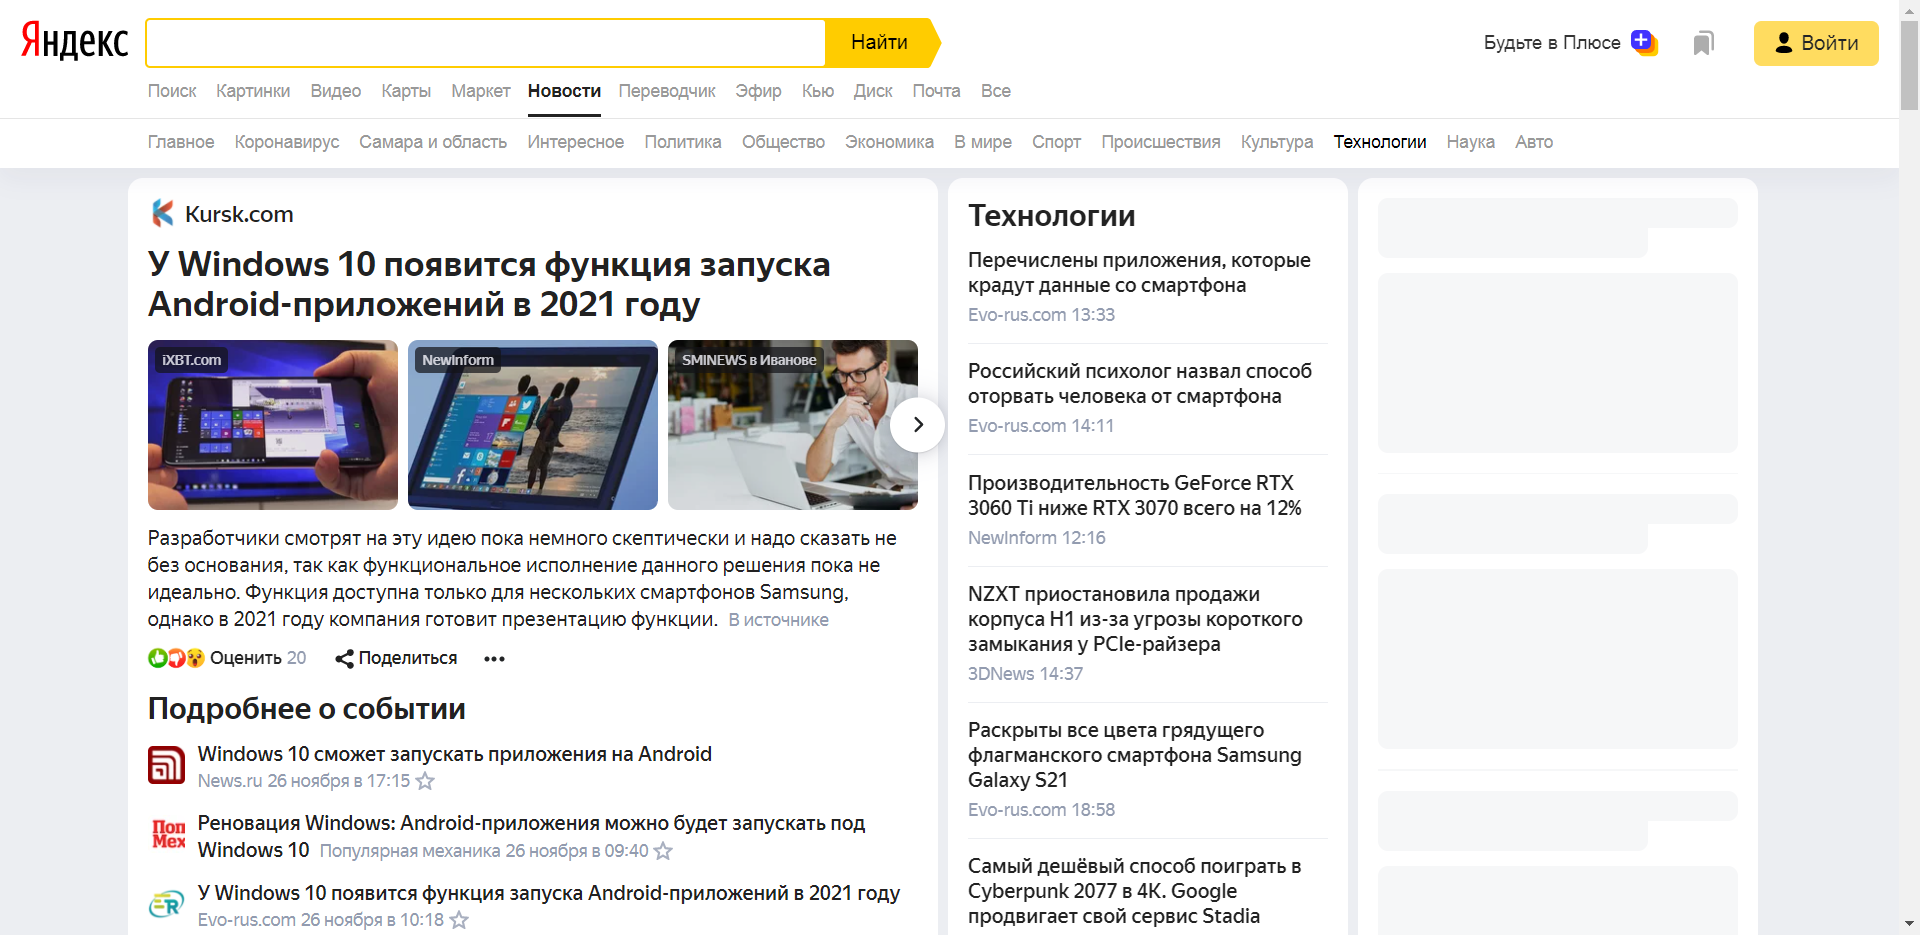 Яндекс
Найти
Будьте в Плюсе
Войти
Поиск Картинки Видео Карты Маркет Новости Переводчик Эфир Кью Диск Почта Все
Главное Коронавирус Самара и область Интересное Политика Общество Экономика В мире Спорт Происшествия Культура Технологии Наука Авто
Kursk.com
У Windows 10 появится функция запуска
Android-приложений в 2021 году
iXBT.com
NewInform
SMINEWS в Иванове
Разработчики смотрят на эту идею пока немного скептически и надо сказать не
без основания, так как функциональное исполнение данного решения пока не
идеально. Функция доступна только для нескольких смартфонов Samsung,
однако в 2021 году компания готовит презентацию функции. В источнике
Оценить 20 Поделиться
Подробнее о событии
Windows 10 сможет запускать приложения на Android
News.ru 26 ноября в 17:15
Поп
Мех
Реновация Windows: Android-приложения можно будет запускать под
Windows 10 Популярная механика 26 ноября в 09:40
ER
У Windows 10 появится функция запуска Android-приложений в 2021 году
Evo-rus.com 26 ноября в 10:18
Технологии
Перечислены приложения, которые
крадут данные со смартфона
Evo-rus.com 13:33
Российский психолог назвал способ
оторвать человека от смартфона
Evo-rus.com 14:11
Производительность GeForce RTX
3060 Ti ниже RTX 3070 всего на 12%
NewInform 12:16
NZXT приостановила продажи
корпуса H1 из-за угрозы короткого
замыкания у PCIe-райзера
3DNews 14:37
Раскрыты все цвета грядущего
флагманского смартфона Samsung
Galaxy S21
Evo-rus.com 18:58
Самый дешёвый способ поиграть в
Cyberpunk 2077 в 4K. Google
продвигает свой сервис Stadia